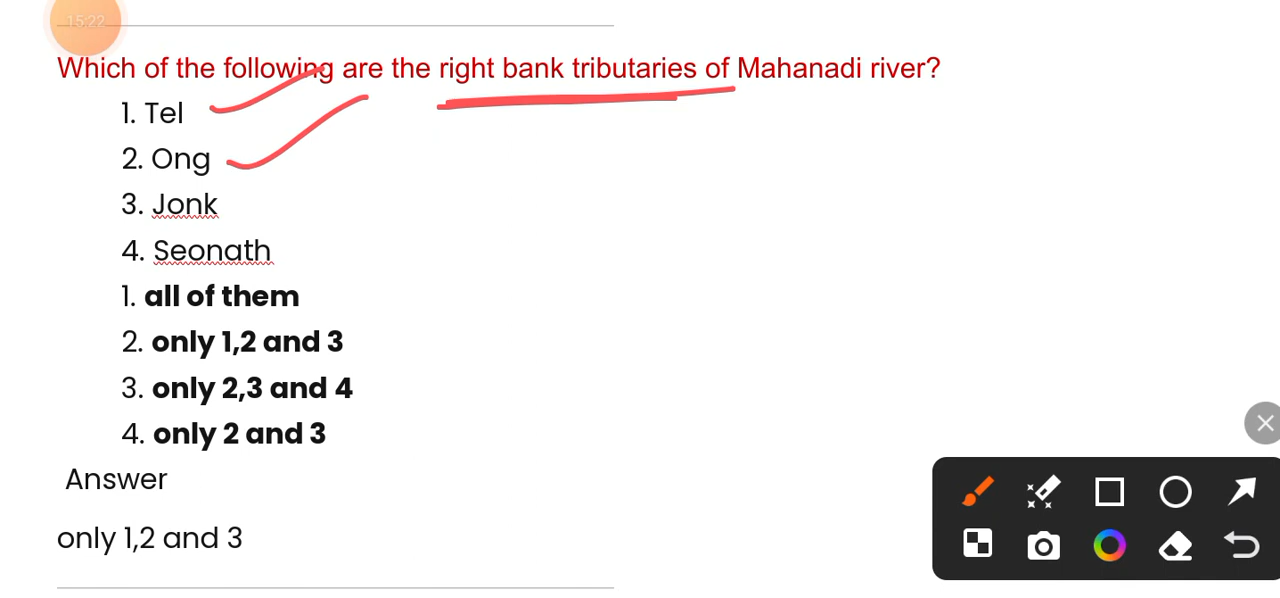 15:22
Which of the following are the right bank tributaries of Mahanadi river?
1. Tel
2. Ong
3. Jonk
4. Seonath
1. all of them
2. only 1,2 and 3
3. only 2,3 and 4
4. only 2 and 3
Answer
only 1,2 and 3